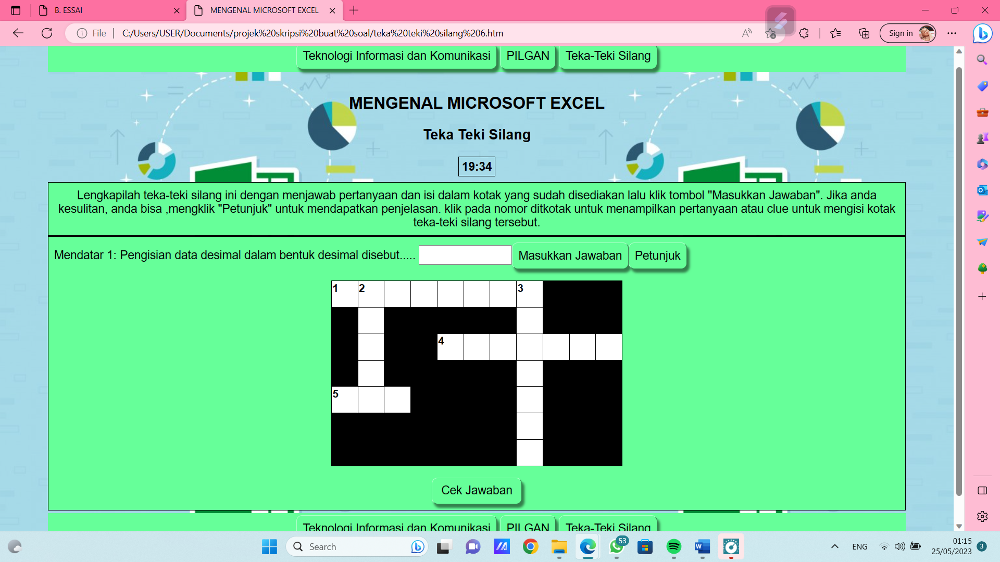 B. ESSAI
MENGENAL MICROSOFT EXCEL
File
C:/Users/USER/Documents/projek%20skripsi%20buat%20soal/teka%20teki%20silang%206.htm
Sign in
Teknologi Informasi dan Komunikasi PILGAN Teka-Teki Silang
MENGENAL MICROSOFT EXCEL
Teka Teki Silang
19:34
Lengkapilah teka-teki silang ini dengan menjawab pertanyaan dan isi dalam kotak yang sudah disediakan lalu klik tombol "Masukkan Jawaban". Jika anda
kesulitan, anda bisa ,mengklik "Petunjuk" untuk mendapatkan penjelasan. klik pada nomor ditkotak untuk menampilkan pertanyaan atau clue untuk mengisi kotak
teka-teki silang tersebut.
Mendatar 1: Pengisian data desimal dalam bentuk desimal disebut..... Masukkan Jawaban Petunjuk
1 2 3
4
5
Cek Jawaban
Teknologi Informasi dan Komunikasi PILGAN Teka-Teki Silang
Search
53
ENG
01:15
25/05/2023
3